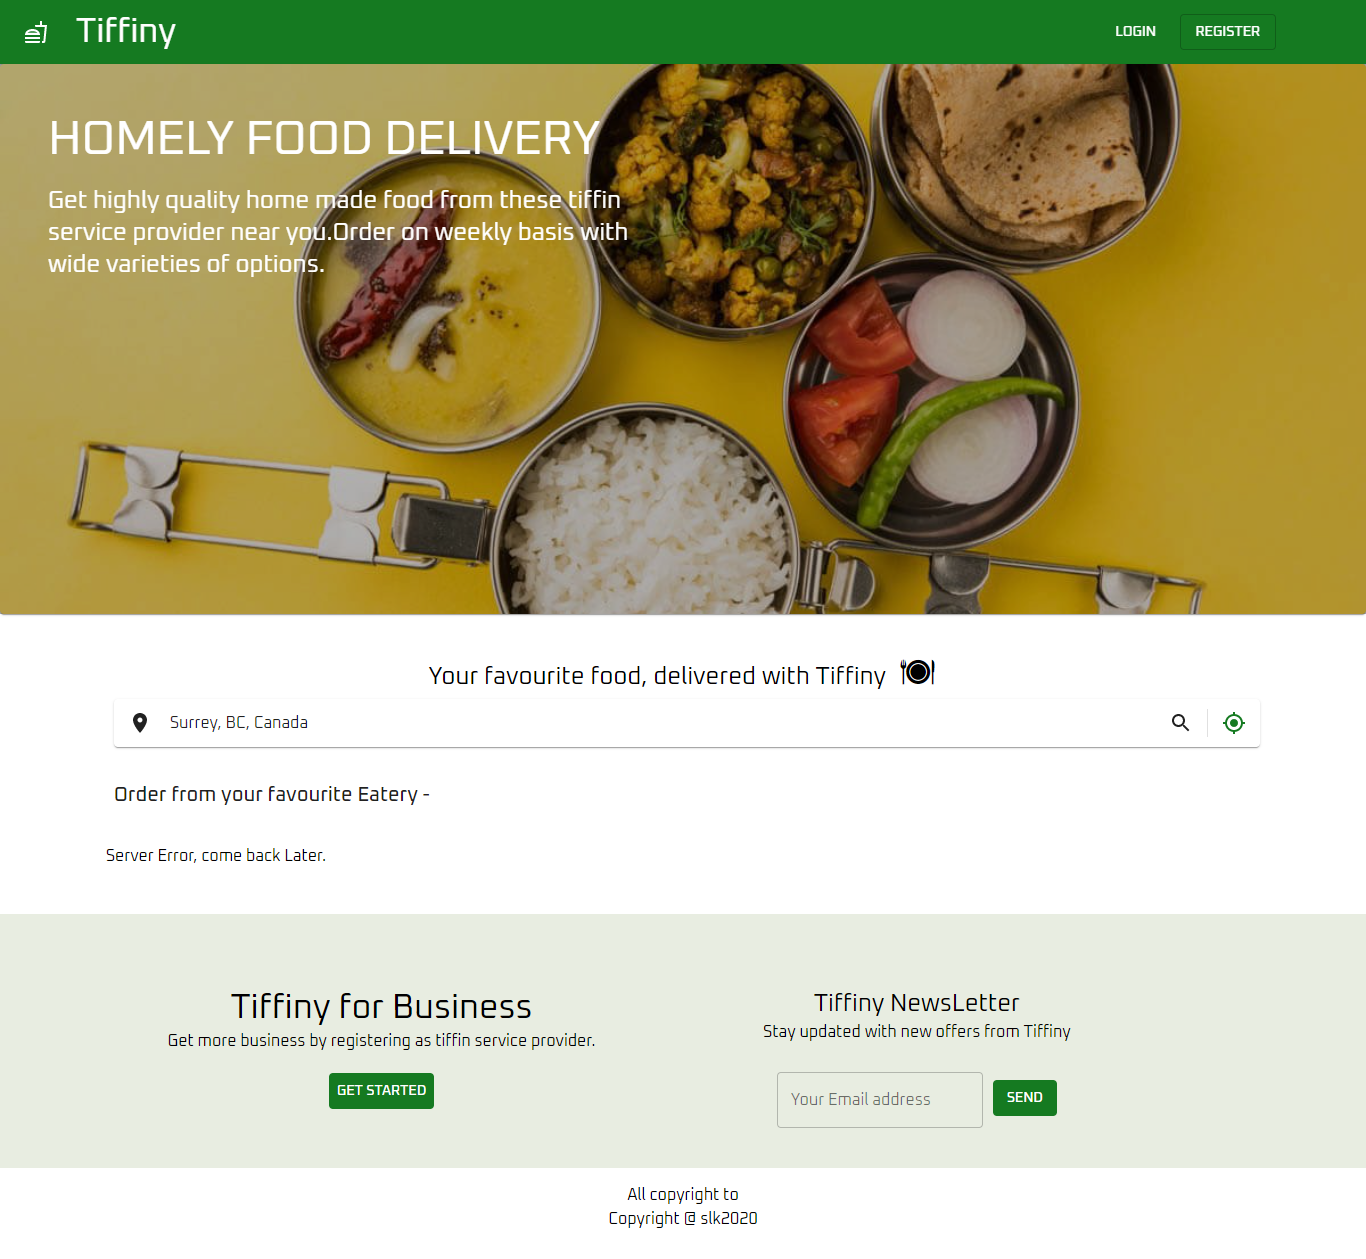 Tiffiny
LOGIN
REGISTER
HOMELY FOOD DELIVERY
Get highly quality home made food from these tiffin
service provider near you.Order on weekly basis with
wide varieties of options.
Your favourite food, delivered with Tiffiny
Surrey, BC, Canada
Order from your favourite Eatery -
Server Error, come back Later.
Tiffiny for Business
Get more business by registering as tiffin service provider.
GET STARTED
Tiffiny NewsLetter
Stay updated with new offers from Tiffiny
Your Email address
SEND
All copyright to
Copyright @ slk2020